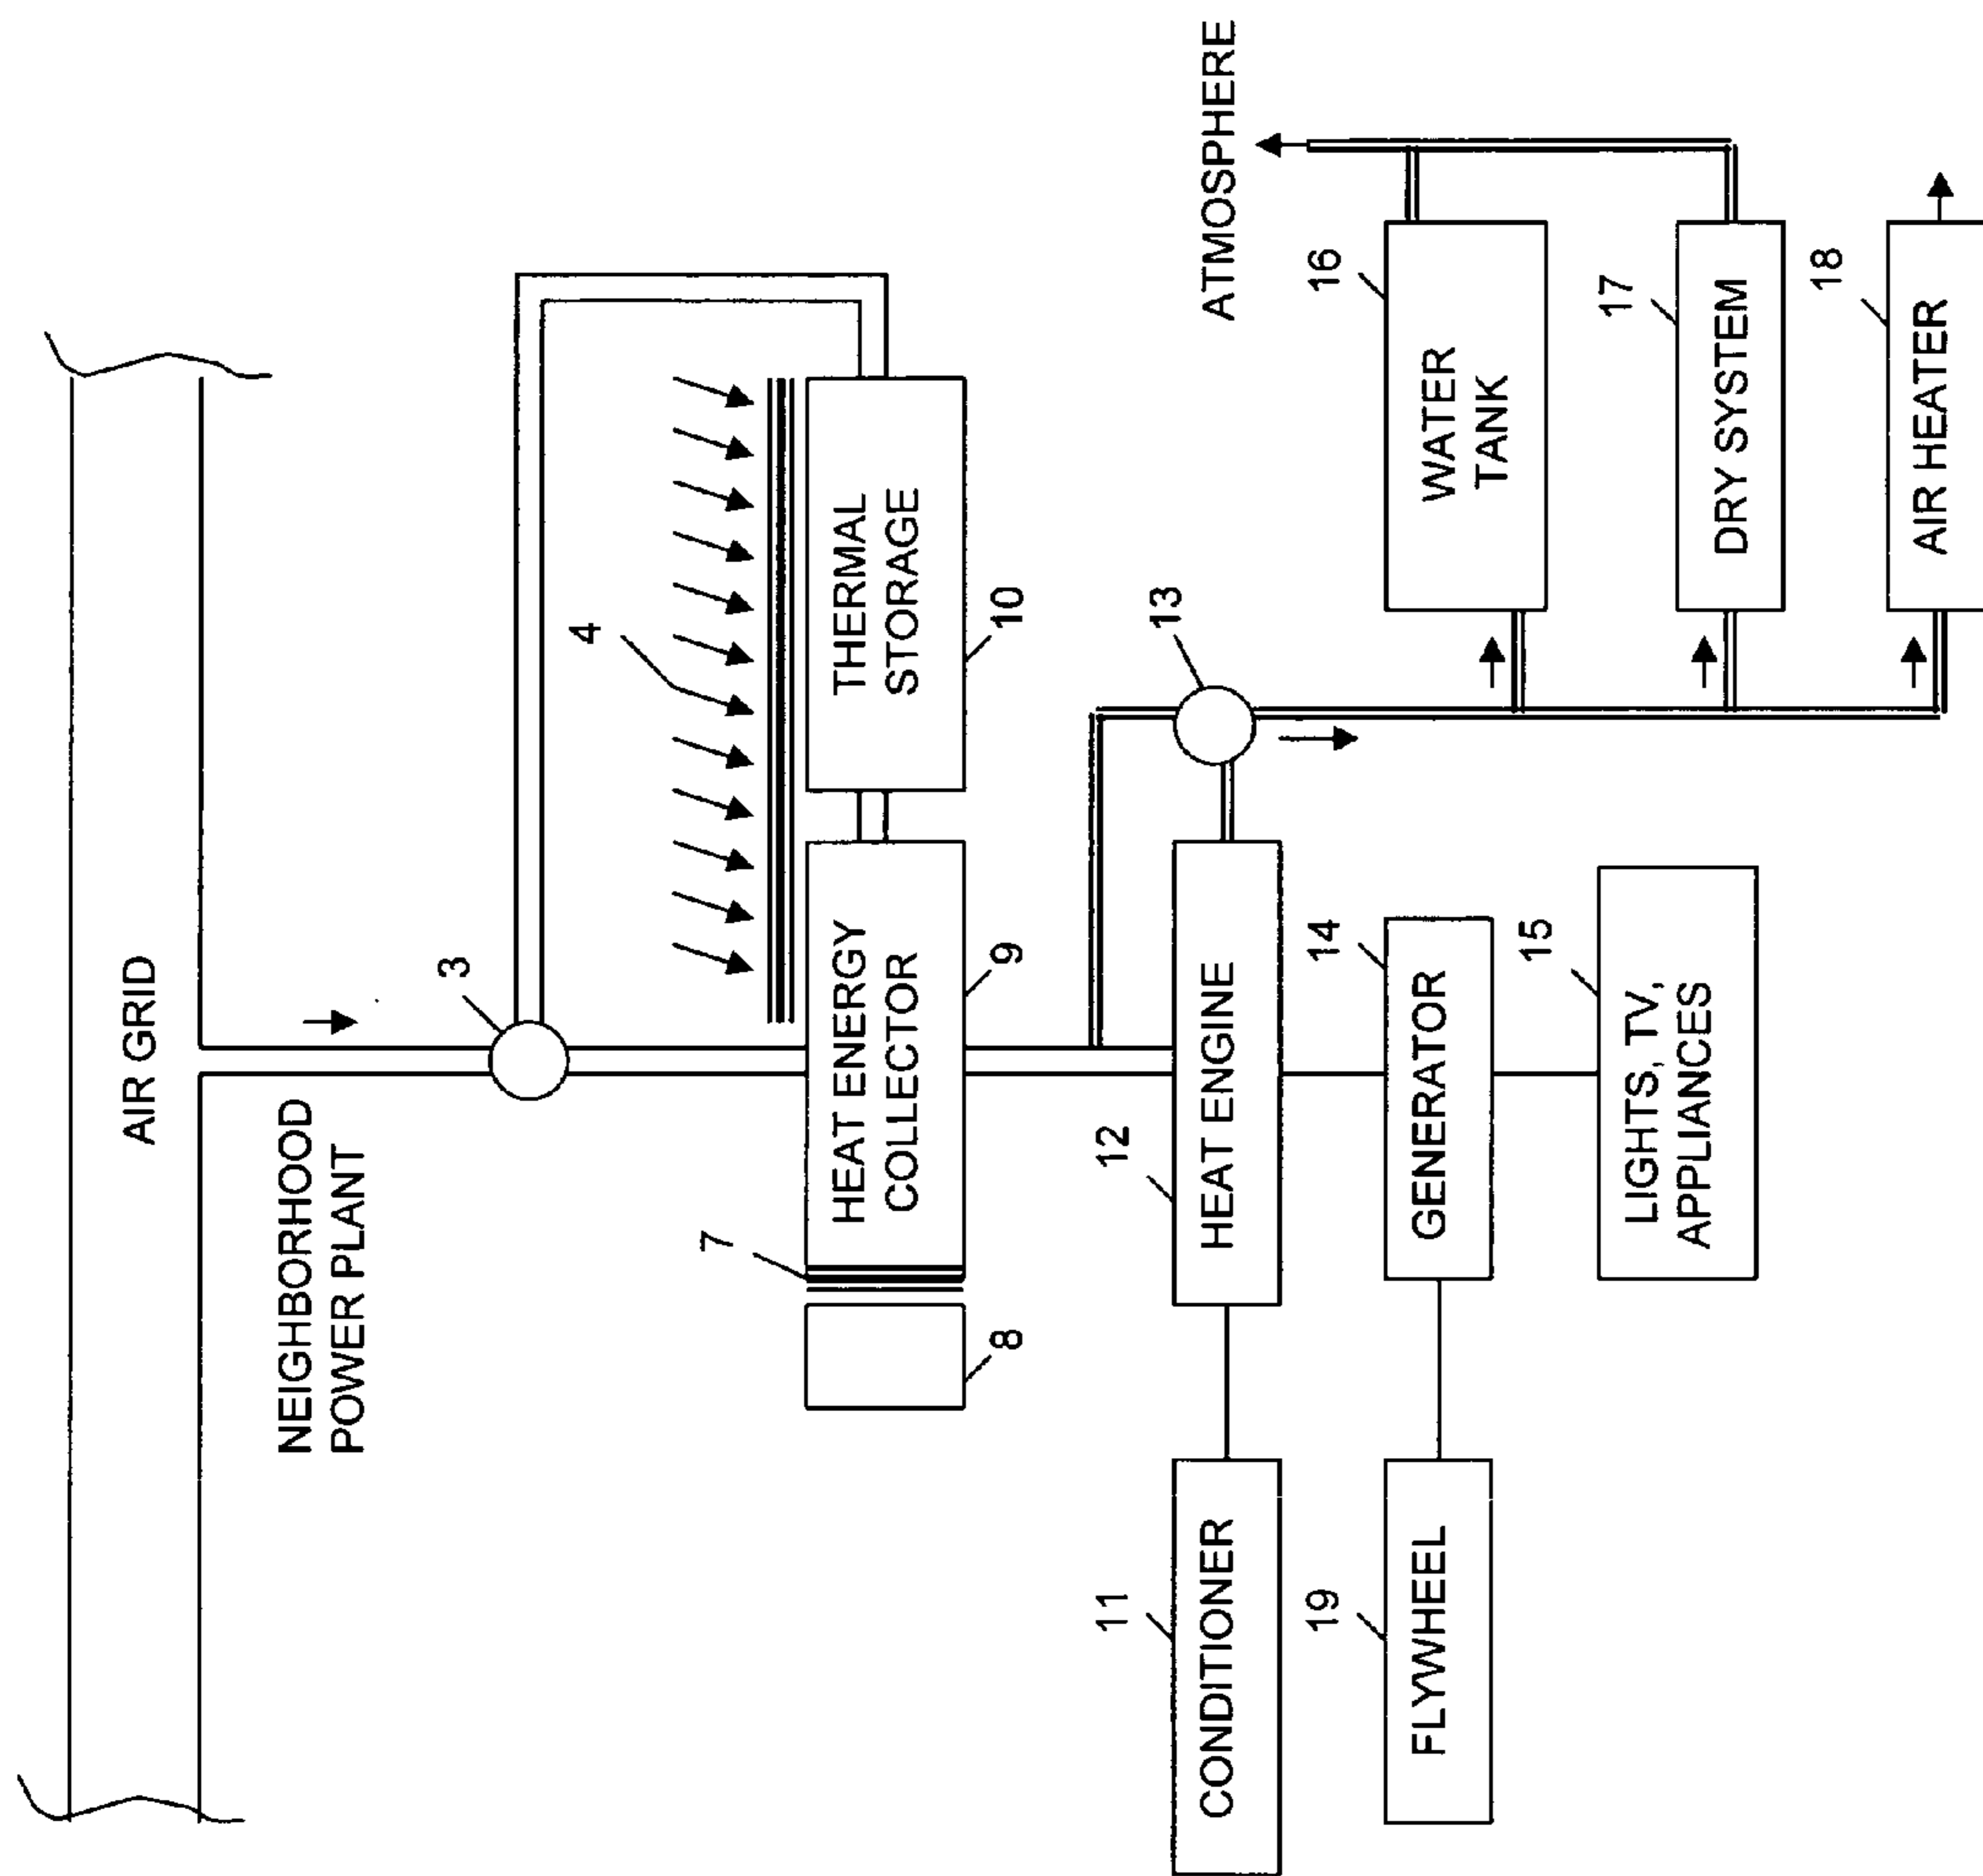 AIR GRID
NEIGHBORHOOD
POWER PLANT
3
4
7
HEAT ENERGY
COLLECTOR
THERMAL
STORAGE
8
9
10
12
13
HEAT ENGINE
11
CONDITIONER
14
GENERATOR
19
FLYWHEEL
15
LIGHTS, TV,
APPLIANCES
ATMOSPHERE
16
WATER
TANK
17
DRY SYSTEM
18
AIR HEATER